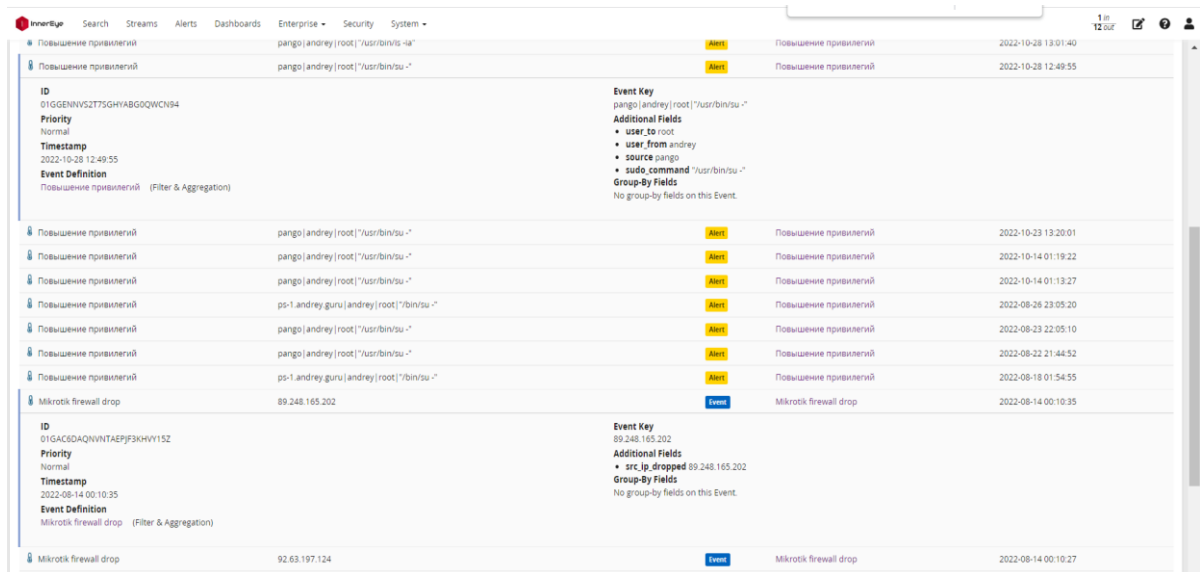 InnerEye Search Streams Alerts Dashboards Enterprise Security System 1 in
12 out
Повышение привилегий pango|andrey|root|"/usr/bin/ls -la" Alert Повышение привилегий 2022-10-28 13:01:40
Повышение привилегий pango|andrey|root|"/usr/bin/su -" Alert Повышение привилегий 2022-10-28 12:49:55
ID
01GGENNVS2T7SGHYABG0QWCN94
Priority
Normal
Timestamp
2022-10-28 12:49:55
Event Definition
Повышение привилегий (Filter & Aggregation)
Event Key
pango|andrey|root|"/usr/bin/su -"
Additional Fields
• user_to root
• user_from andrey
• source pango
• sudo_command "/usr/bin/su -"
Group-By Fields
No group-by fields on this Event.
Повышение привилегий pango|andrey|root|"/usr/bin/su -" Alert Повышение привилегий 2022-10-23 13:20:01
Повышение привилегий pango|andrey|root|"/usr/bin/su -" Alert Повышение привилегий 2022-10-14 01:19:22
Повышение привилегий pango|andrey|root|"/usr/bin/su -" Alert Повышение привилегий 2022-10-14 01:13:27
Повышение привилегий ps-1.andrey.guru|andrey|root|"/bin/su -" Alert Повышение привилегий 2022-08-26 23:05:20
Повышение привилегий pango|andrey|root|"/usr/bin/su -" Alert Повышение привилегий 2022-08-23 22:05:10
Повышение привилегий pango|andrey|root|"/usr/bin/su -" Alert Повышение привилегий 2022-08-22 21:44:52
Повышение привилегий ps-1.andrey.guru|andrey|root|"/bin/su -" Alert Повышение привилегий 2022-08-18 01:54:55
Mikrotik firewall drop 89.248.165.202 Event Mikrotik firewall drop 2022-08-14 00:10:35
ID
01GAC6DAQNVNTAEPJF3KHVY15Z
Priority
Normal
Timestamp
2022-08-14 00:10:35
Event Definition
Mikrotik firewall drop (Filter & Aggregation)
Event Key
89.248.165.202
Additional Fields
• src_ip_dropped 89.248.165.202
Group-By Fields
No group-by fields on this Event.
Mikrotik firewall drop 92.63.197.124 Event Mikrotik firewall drop 2022-08-14 00:10:27